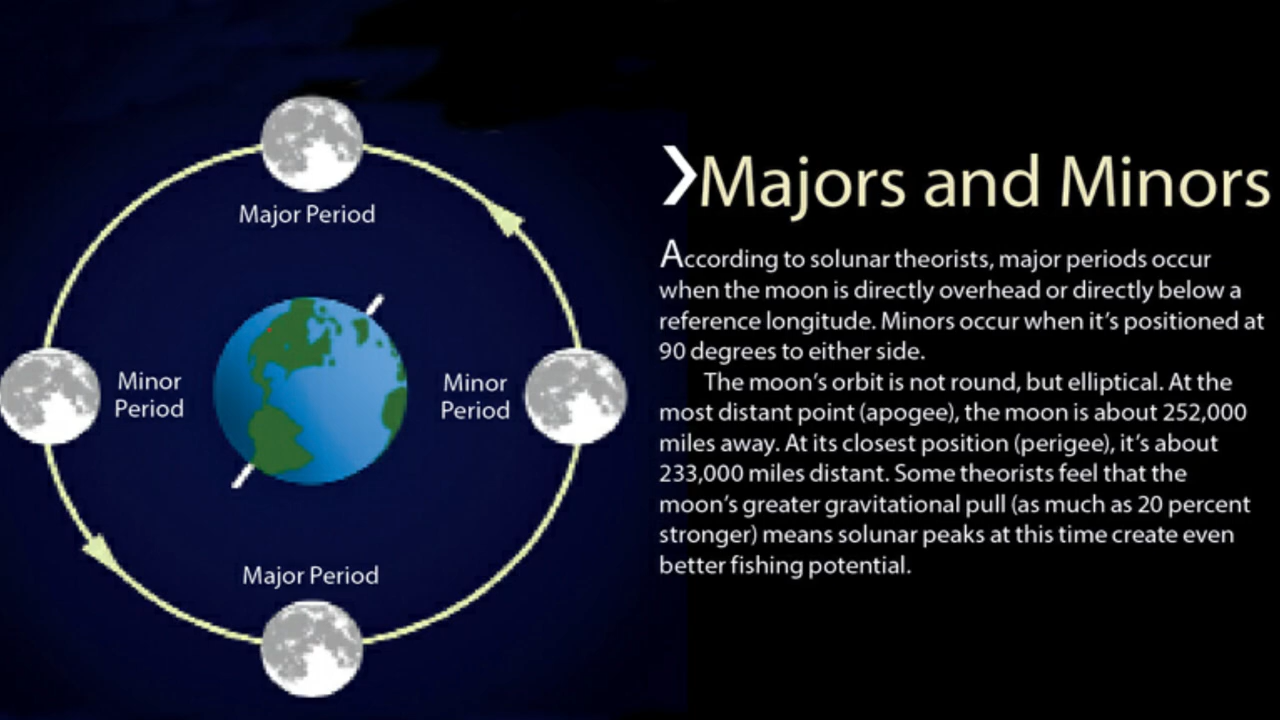 Major Period
Minor
Period
Minor
Period
Major Period
❯Majors and Minors
According to solunar theorists, major periods occur
when the moon is directly overhead or directly below a
reference longitude. Minors occur when it’s positioned at
90 degrees to either side.
The moon’s orbit is not round, but elliptical. At the
most distant point (apogee), the moon is about 252,000
miles away. At its closest position (perigee), it’s about
233,000 miles distant. Some theorists feel that the
moon’s greater gravitational pull (as much as 20 percent
stronger) means solunar peaks at this time create even
better fishing potential.